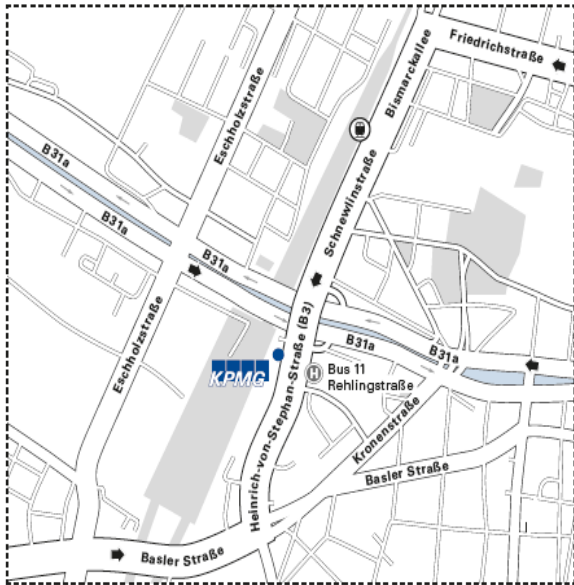 Friedrichstraße
Bismarckallee
Eschholzstraße
Schnewlinstraße
B31a
B31a
B31a
B31a
B31a
Eschholzstraße
Heinrich-von-Stephan-Straße (B3)
KPMG
H
Bus 11
Rehlingstraße
Kronenstraße
Basler Straße
Basler Straße